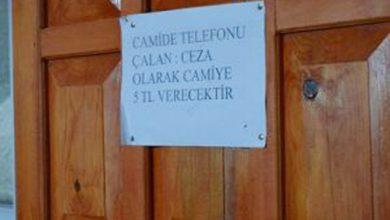 CAMİDE TELEFONU
ÇALAN : CEZA
OLARAK CAMİYE
5 TL VERECEKTİR